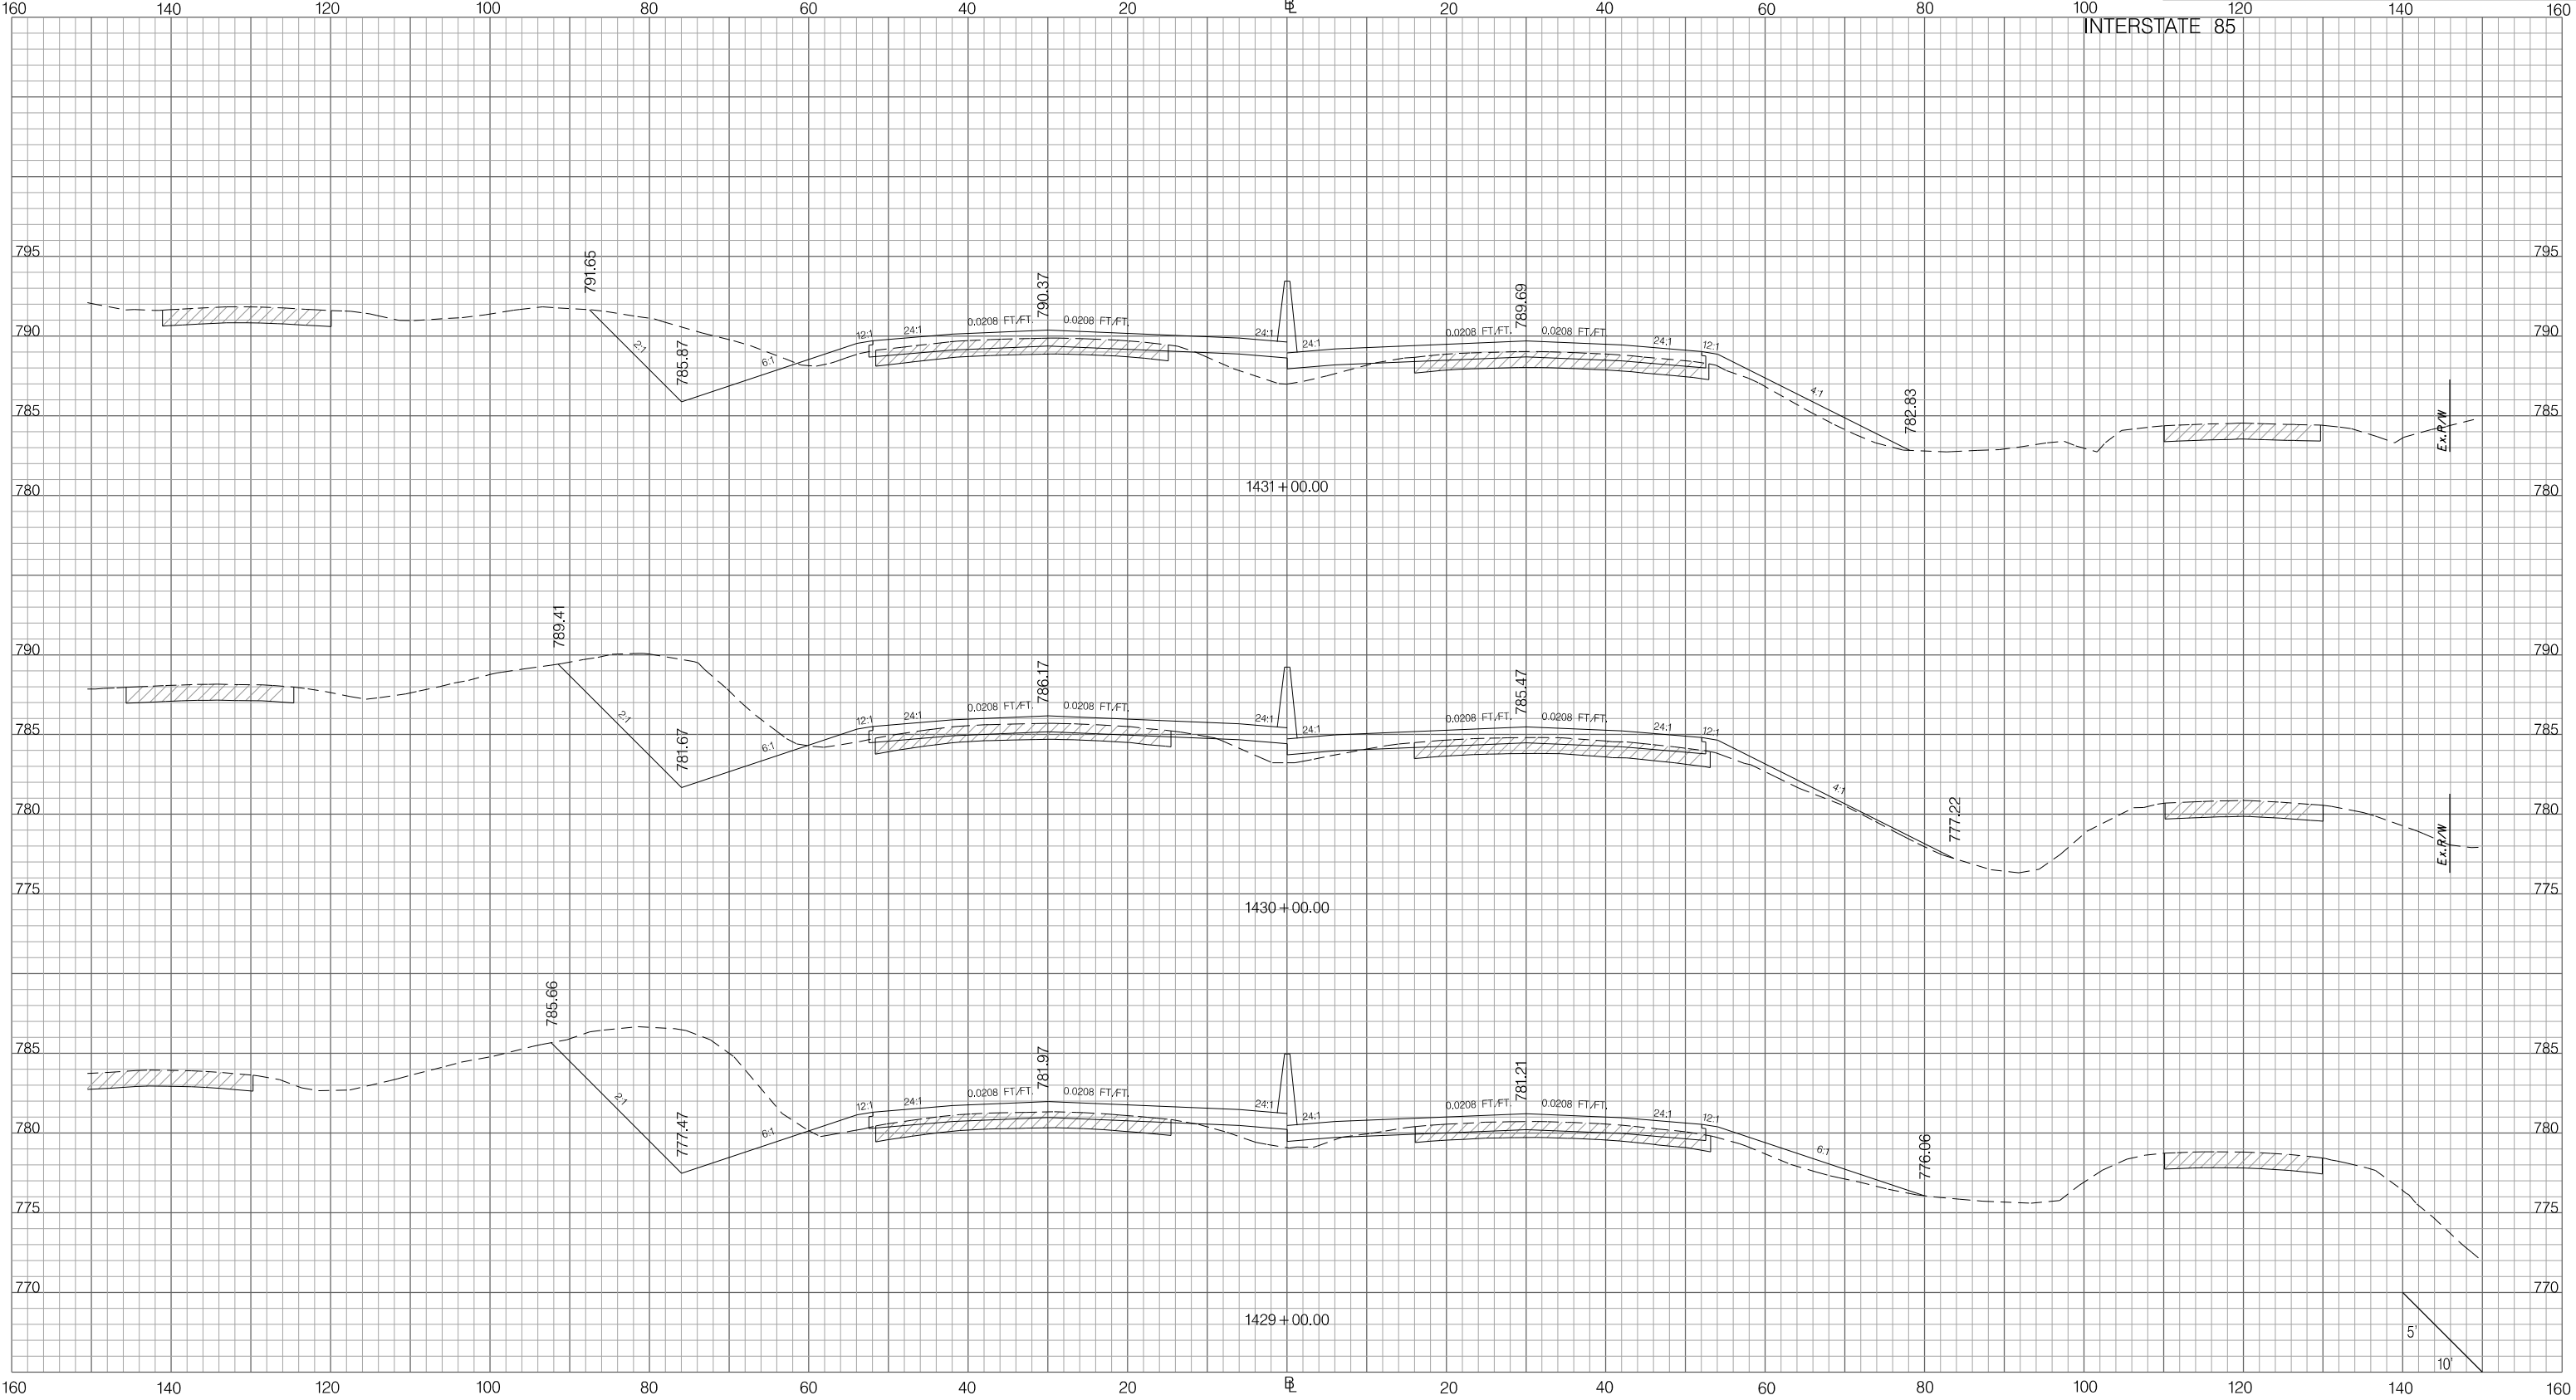 160 140 120 100 80 60 40 20 BL 20 40 60 80 100 120 140 160
INTERSTATE 85
795 795
791.65 790.37 789.69
790 0.0208 FT/FT. 0.0208 FT/FT. 0.0208 FT/FT. 0.0208 FT/FT 790
2:1 785.87 6:1 12:1 24:1 24:1 24:1 24:1 12:1
785 4:1 782.83 Ex.R/W 785
780 1431+00.00 780
789.41 786.17 785.47
790 790
785 0.0208 FT/FT. 0.0208 FT/FT. 0.0208 FT/FT. 0.0208 FT/FT. 785
2:1 781.67 6:1 12:1 24:1 24:1 24:1 24:1 12:1
780 4:1 777.22 Ex.R/W 780
775 775
1430+00.00
785.66 781.97 781.21
785 785
0.0208 FT/FT. 0.0208 FT/FT. 0.0208 FT/FT. 0.0208 FT/FT.
2:1 777.47 6:1 12:1 24:1 24:1 24:1 24:1 12:1
780 6:1 776.06 780
775 775
770 770
1429+00.00
5'
10'
160 140 120 100 80 60 40 20 BL 20 40 60 80 100 120 140 160